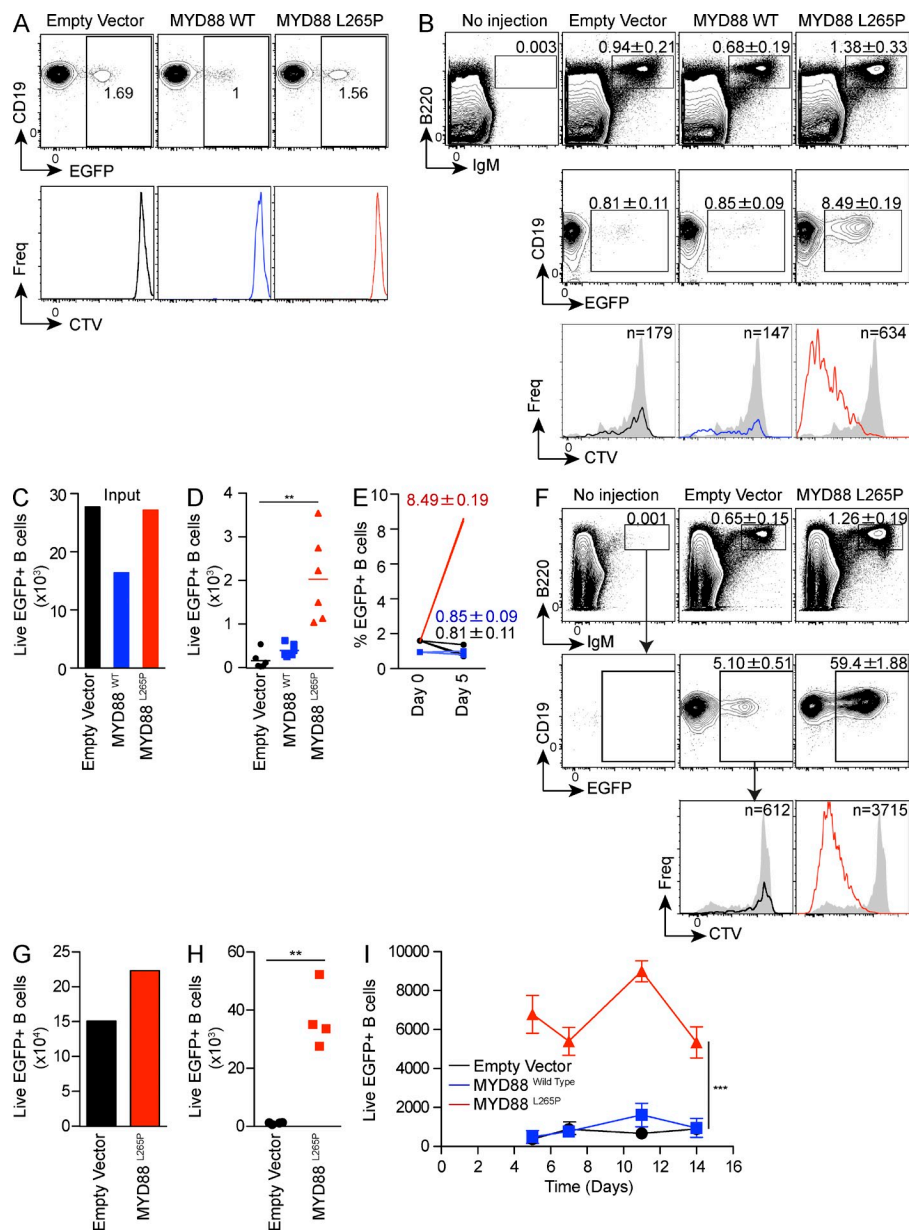 A
Empty Vector
MYD88 WT
MYD88 L265P
CD19
0
1.69
1
1.56
0
EGFP
Freq
0
CTV
B
No injection
Empty Vector
MYD88 WT
MYD88 L265P
0.003
0.94±0.21
0.68±0.19
1.38±0.33
B220
0
0
IgM
0.81±0.11
0.85±0.09
8.49±0.19
CD19
0
0
EGFP
n=179
n=147
n=634
Freq
0
CTV
C
Input
Live EGFP+ B cells
(x10³)
30
20
10
0
Empty Vector
MYD88 WT
MYD88 L265P
D
**
Live EGFP+ B cells
(x10³)
4
3
2
1
0
Empty Vector
MYD88 WT
MYD88 L265P
E
8.49±0.19
% EGFP+ B cells
10
8
6
4
2
0
0.85±0.09
0.81±0.11
Day 0
Day 5
F
No injection
Empty Vector
MYD88 L265P
0.001
0.65±0.15
1.26±0.19
B220
0
0
IgM
5.10±0.51
59.4±1.88
CD19
0
0
EGFP
n=612
n=3715
Freq
0
CTV
G
Live EGFP+ B cells
(x10⁴)
25
20
15
10
5
0
Empty Vector
MYD88 L265P
H
**
Live EGFP+ B cells
(x10³)
60
40
20
0
Empty Vector
MYD88 L265P
I
Live EGFP+ B cells
10000
8000
6000
4000
2000
0
Empty Vector
MYD88 Wild Type
MYD88 L265P
***
0 2 4 6 8 10 12 14 16
Time (Days)